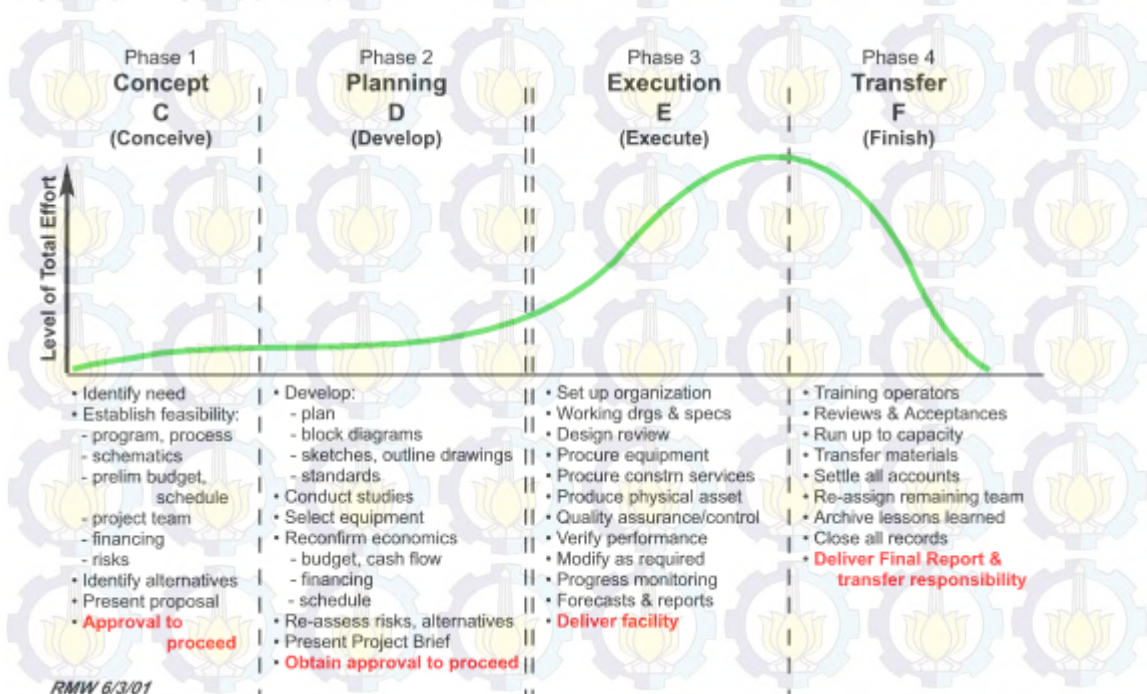 Phase 1
Concept
C
(Conceive)
Phase 2
Planning
D
(Develop)
Phase 3
Execution
E
(Execute)
Phase 4
Transfer
F
(Finish)
Level of Total Effort
• Identify need
• Establish feasibility:
- program, process
- schematics
- prelim budget,
schedule
- project team
- financing
- risks
• Identify alternatives
• Present proposal
• Approval to
proceed
• Develop:
- plan
- block diagrams
- sketches, outline drawings
- standards
• Conduct studies
• Select equipment
• Reconfirm economics
- budget, cash flow
- financing
- schedule
• Re-assess risks, alternatives
• Present Project Brief
• Obtain approval to proceed
• Set up organization
• Working drgs & specs
• Design review
• Procure equipment
• Procure constrn services
• Produce physical asset
• Quality assurance/control
• Verify performance
• Modify as required
• Progress monitoring
• Forecasts & reports
• Deliver facility
• Training operators
• Reviews & Acceptances
• Run up to capacity
• Transfer materials
• Settle all accounts
• Re-assign remaining team
• Archive lessons learned
• Close all records
• Deliver Final Report &
transfer responsibility
RMW 6/3/01